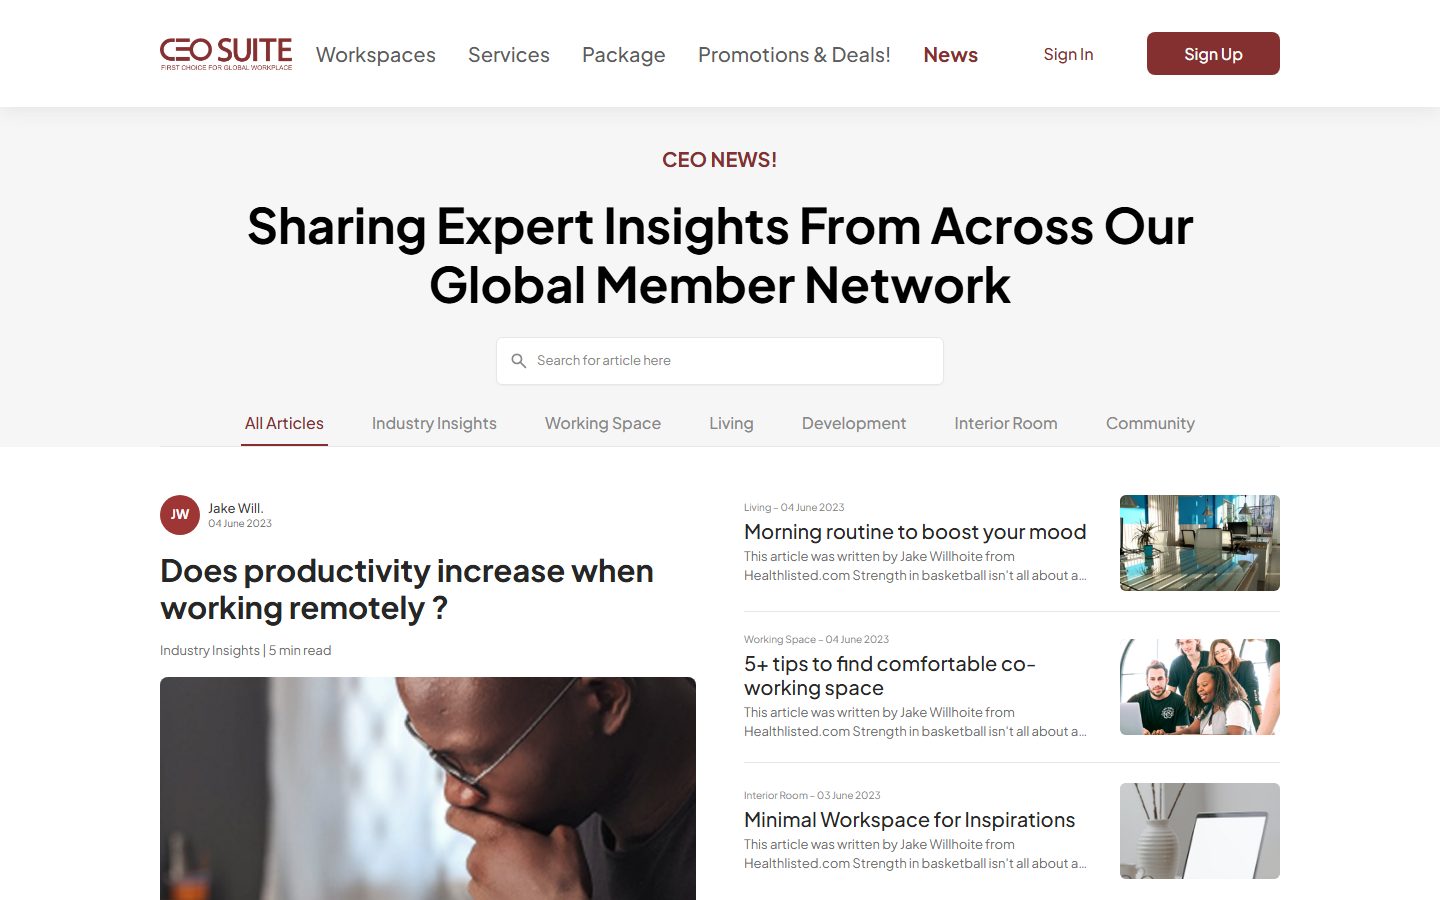 CEO SUITE
FIRST CHOICE FOR GLOBAL WORKPLACE
Workspaces
Services
Package
Promotions & Deals!
News
Sign In
Sign Up
CEO NEWS!
Sharing Expert Insights From Across Our
Global Member Network
Search for article here
All Articles
Industry Insights
Working Space
Living
Development
Interior Room
Community
JW
Jake Will.
04 June 2023
Does productivity increase when
working remotely ?
Industry Insights | 5 min read
Living – 04 June 2023
Morning routine to boost your mood
This article was written by Jake Willhoite from
Healthlisted.com Strength in basketball isn't all about a...
Working Space – 04 June 2023
5+ tips to find comfortable co-
working space
This article was written by Jake Willhoite from
Healthlisted.com Strength in basketball isn't all about a...
Interior Room – 03 June 2023
Minimal Workspace for Inspirations
This article was written by Jake Willhoite from
Healthlisted.com Strength in basketball isn't all about a...